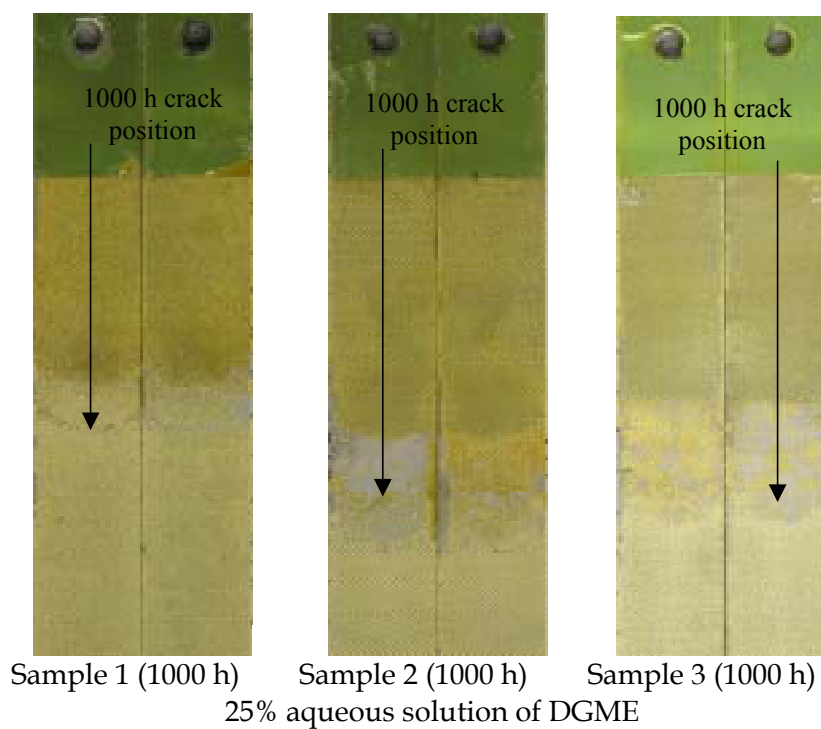 1000 h crack
position
1000 h crack
position
1000 h crack
position
Sample 1 (1000 h)
Sample 2 (1000 h)
Sample 3 (1000 h)
25% aqueous solution of DGME